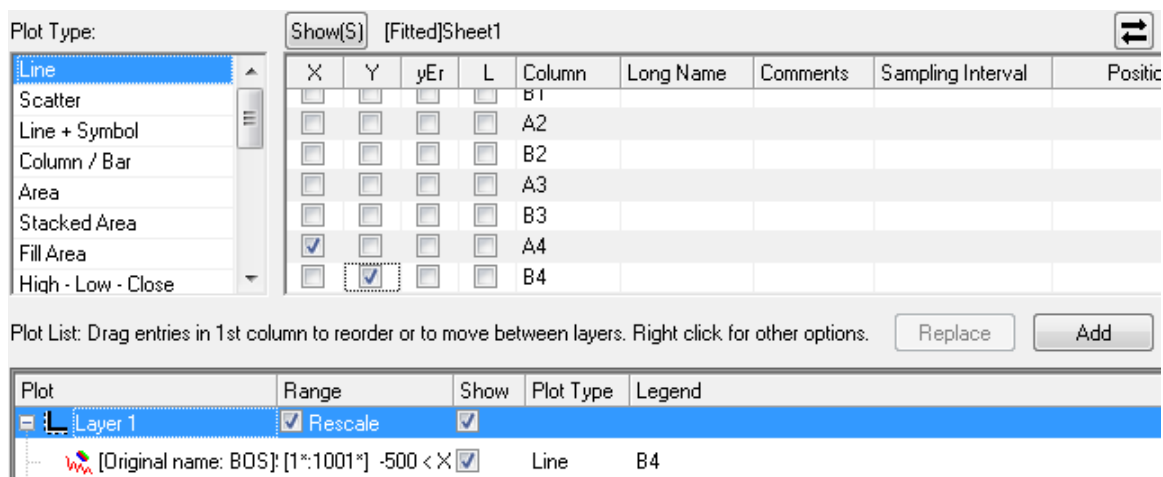 Plot Type: Show(S) [Fitted]Sheet1
Line X Y yEr L Column Long Name Comments Sampling Interval Positic
Scatter B1
Line + Symbol A2
Column / Bar B2
Area A3
Stacked Area B3
Fill Area A4
High - Low - Close B4
Plot List: Drag entries in 1st column to reorder or to move between layers. Right click for other options. Replace Add
Plot Range Show Plot Type Legend
Layer 1 Rescale
[Original name: BOS]! [1*:1001*] -500 < X Line B4